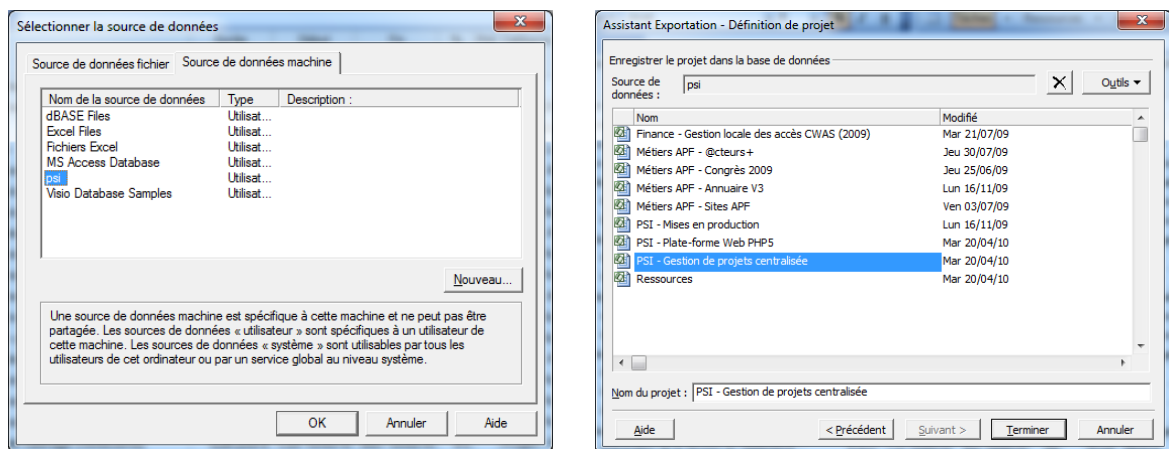 Sélectionner la source de données
Source de données fichier Source de données machine
Nom de la source de données Type Description :
dBASE Files Utilisat...
Excel Files Utilisat...
Fichiers Excel Utilisat...
MS Access Database Utilisat...
psi Utilisat...
Visio Database Samples Utilisat...
Nouveau...
Une source de données machine est spécifique à cette machine et ne peut pas être
partagée. Les sources de données « utilisateur » sont spécifiques à un utilisateur de
cette machine. Les sources de données « système » sont utilisables par tous les
utilisateurs de cet ordinateur ou par un service global au niveau système.
OK Annuler Aide
Assistant Exportation - Définition de projet
Enregistrer le projet dans la base de données
Source de
données :
psi
Outils
Nom Modifié
Finance - Gestion locale des accès CWAS (2009) Mar 21/07/09
Métiers APF - @cteurs+ Jeu 30/07/09
Métiers APF - Congrès 2009 Jeu 25/06/09
Métiers APF - Annuaire V3 Lun 16/11/09
Métiers APF - Sites APF Ven 03/07/09
PSI - Mises en production Lun 16/11/09
PSI - Plate-forme Web PHP5 Mar 20/04/10
PSI - Gestion de projets centralisée Mar 20/04/10
Ressources Mar 20/04/10
Nom du projet : PSI - Gestion de projets centralisée
Aide < Précédent Suivant > Terminer Annuler